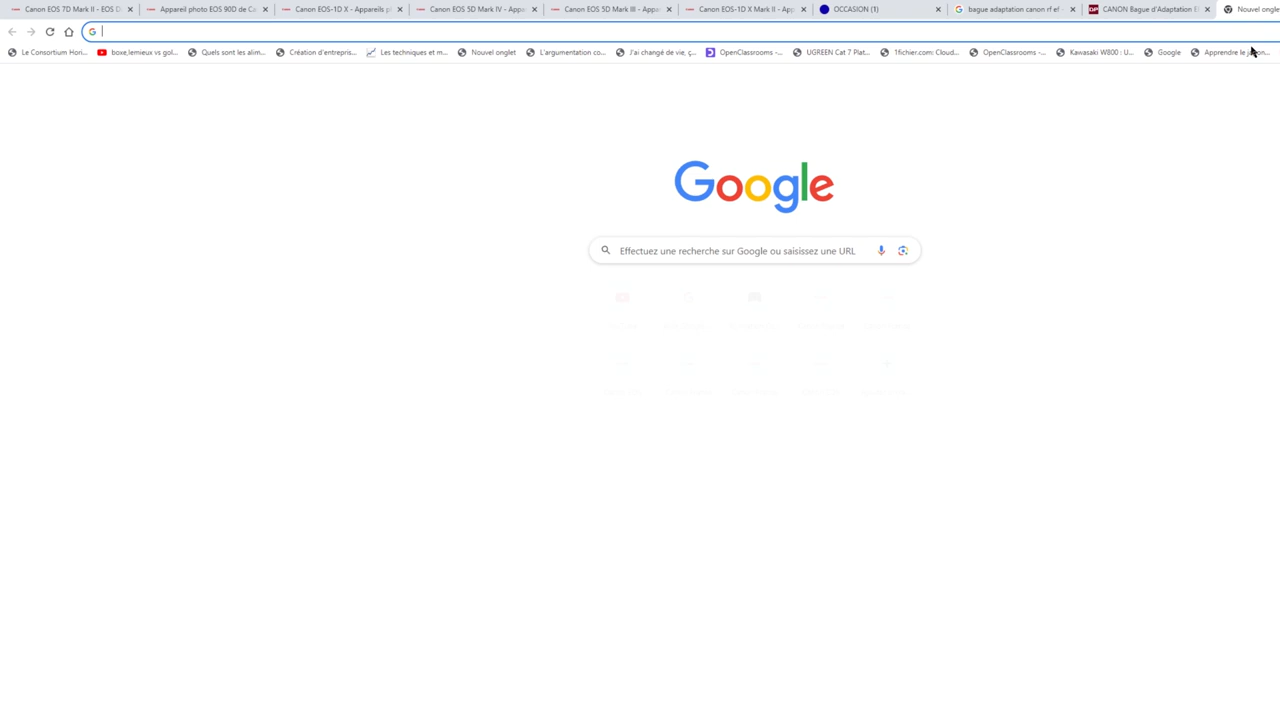 Canon EOS 7D Mark II - EOS D
Appareil photo EOS 90D de Ca
Canon EOS-1D X - Appareils p
Canon EOS 5D Mark IV - Appa
Canon EOS 5D Mark III - Appar
Canon EOS-1D X Mark II - App
OCCASION (1)
bague adaptation canon rf ef
CANON Bague d'Adaptation E
Nouvel ongle
Le Consortium Hori...
boxe,lemieux vs gol...
Quels sont les alim...
Création d'entrepris...
Les techniques et m...
Nouvel onglet
L'argumentation co...
J'ai changé de vie, ç...
OpenClassrooms -...
UGREEN Cat 7 Plat...
1fichier.com: Cloud...
OpenClassrooms -...
Kawasaki W800 : U...
Google
Apprendre le
Google
Effectuez une recherche sur Google ou saisissez une URL